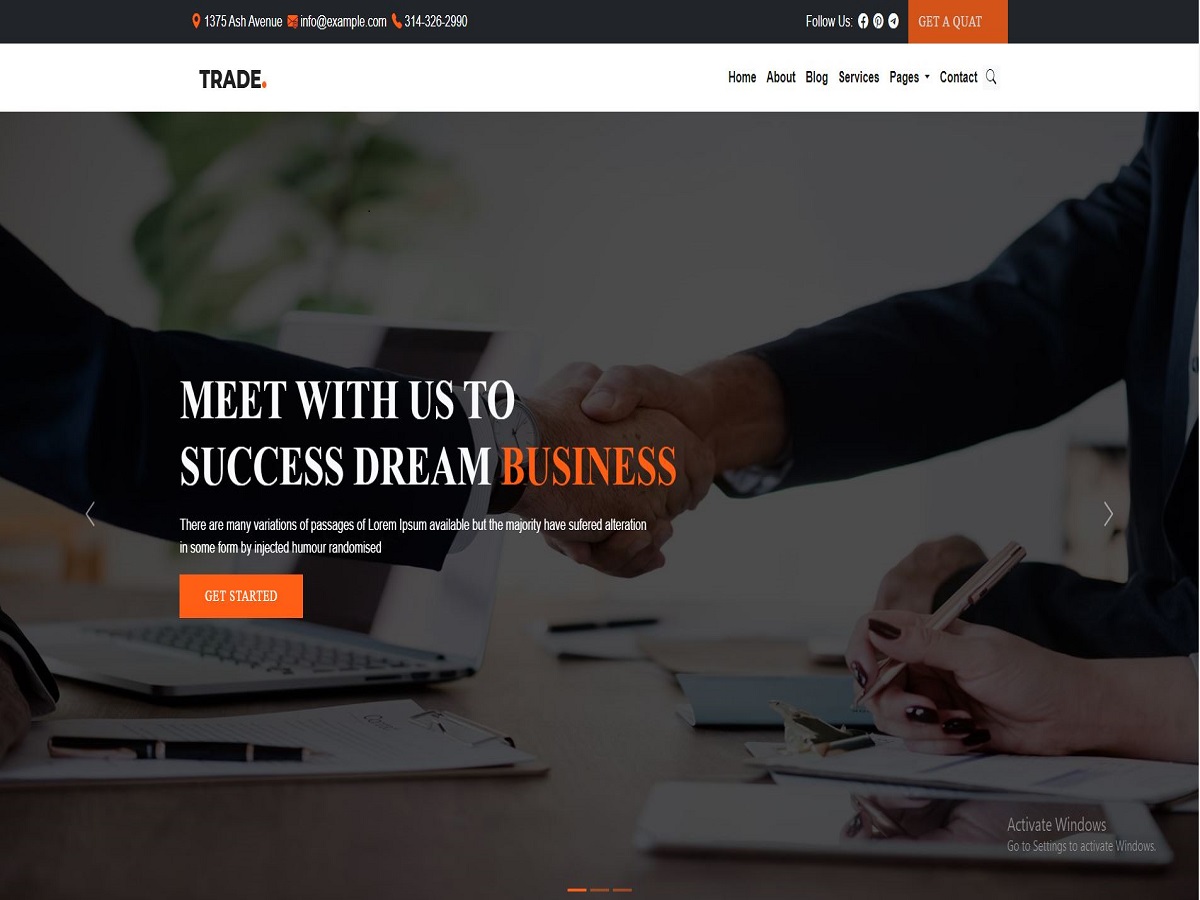 1375 Ash Avenue info@example.com 314-326-2990 Follow Us: GET A QUAT
TRADE. Home About Blog Services Pages Contact
MEET WITH US TO
SUCCESS DREAM BUSINESS
There are many variations of passages of Lorem Ipsum available but the majority have sufered alteration
in some form by injected humour randomised
GET STARTED
Activate Windows
Go to Settings to activate Windows.